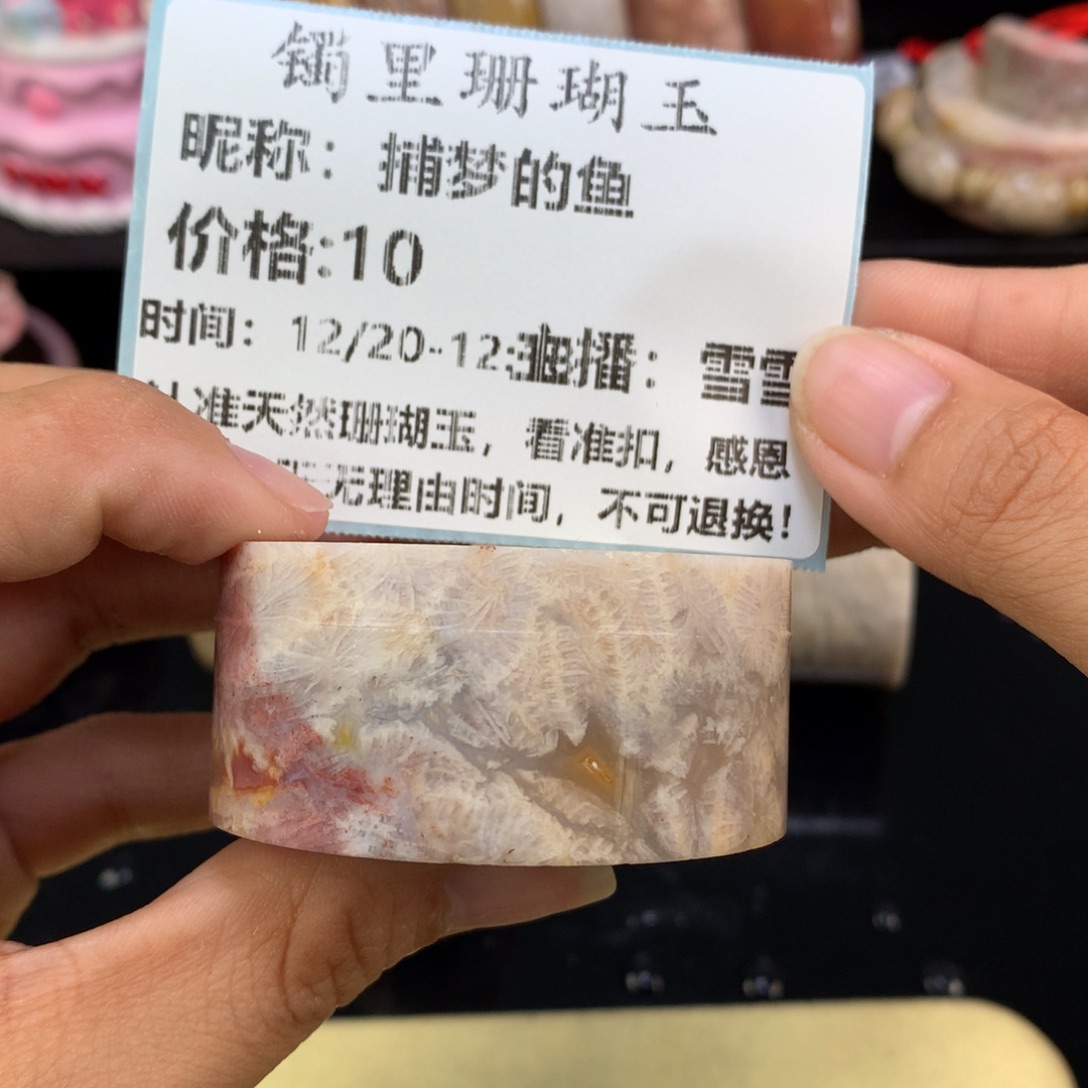 镯里珊瑚玉
昵称：捕梦的鱼
价格:10
时间：12/20-12: 主播：雪雪
认准天然珊瑚玉，看准扣，感恩
无理由时间，不可退换!